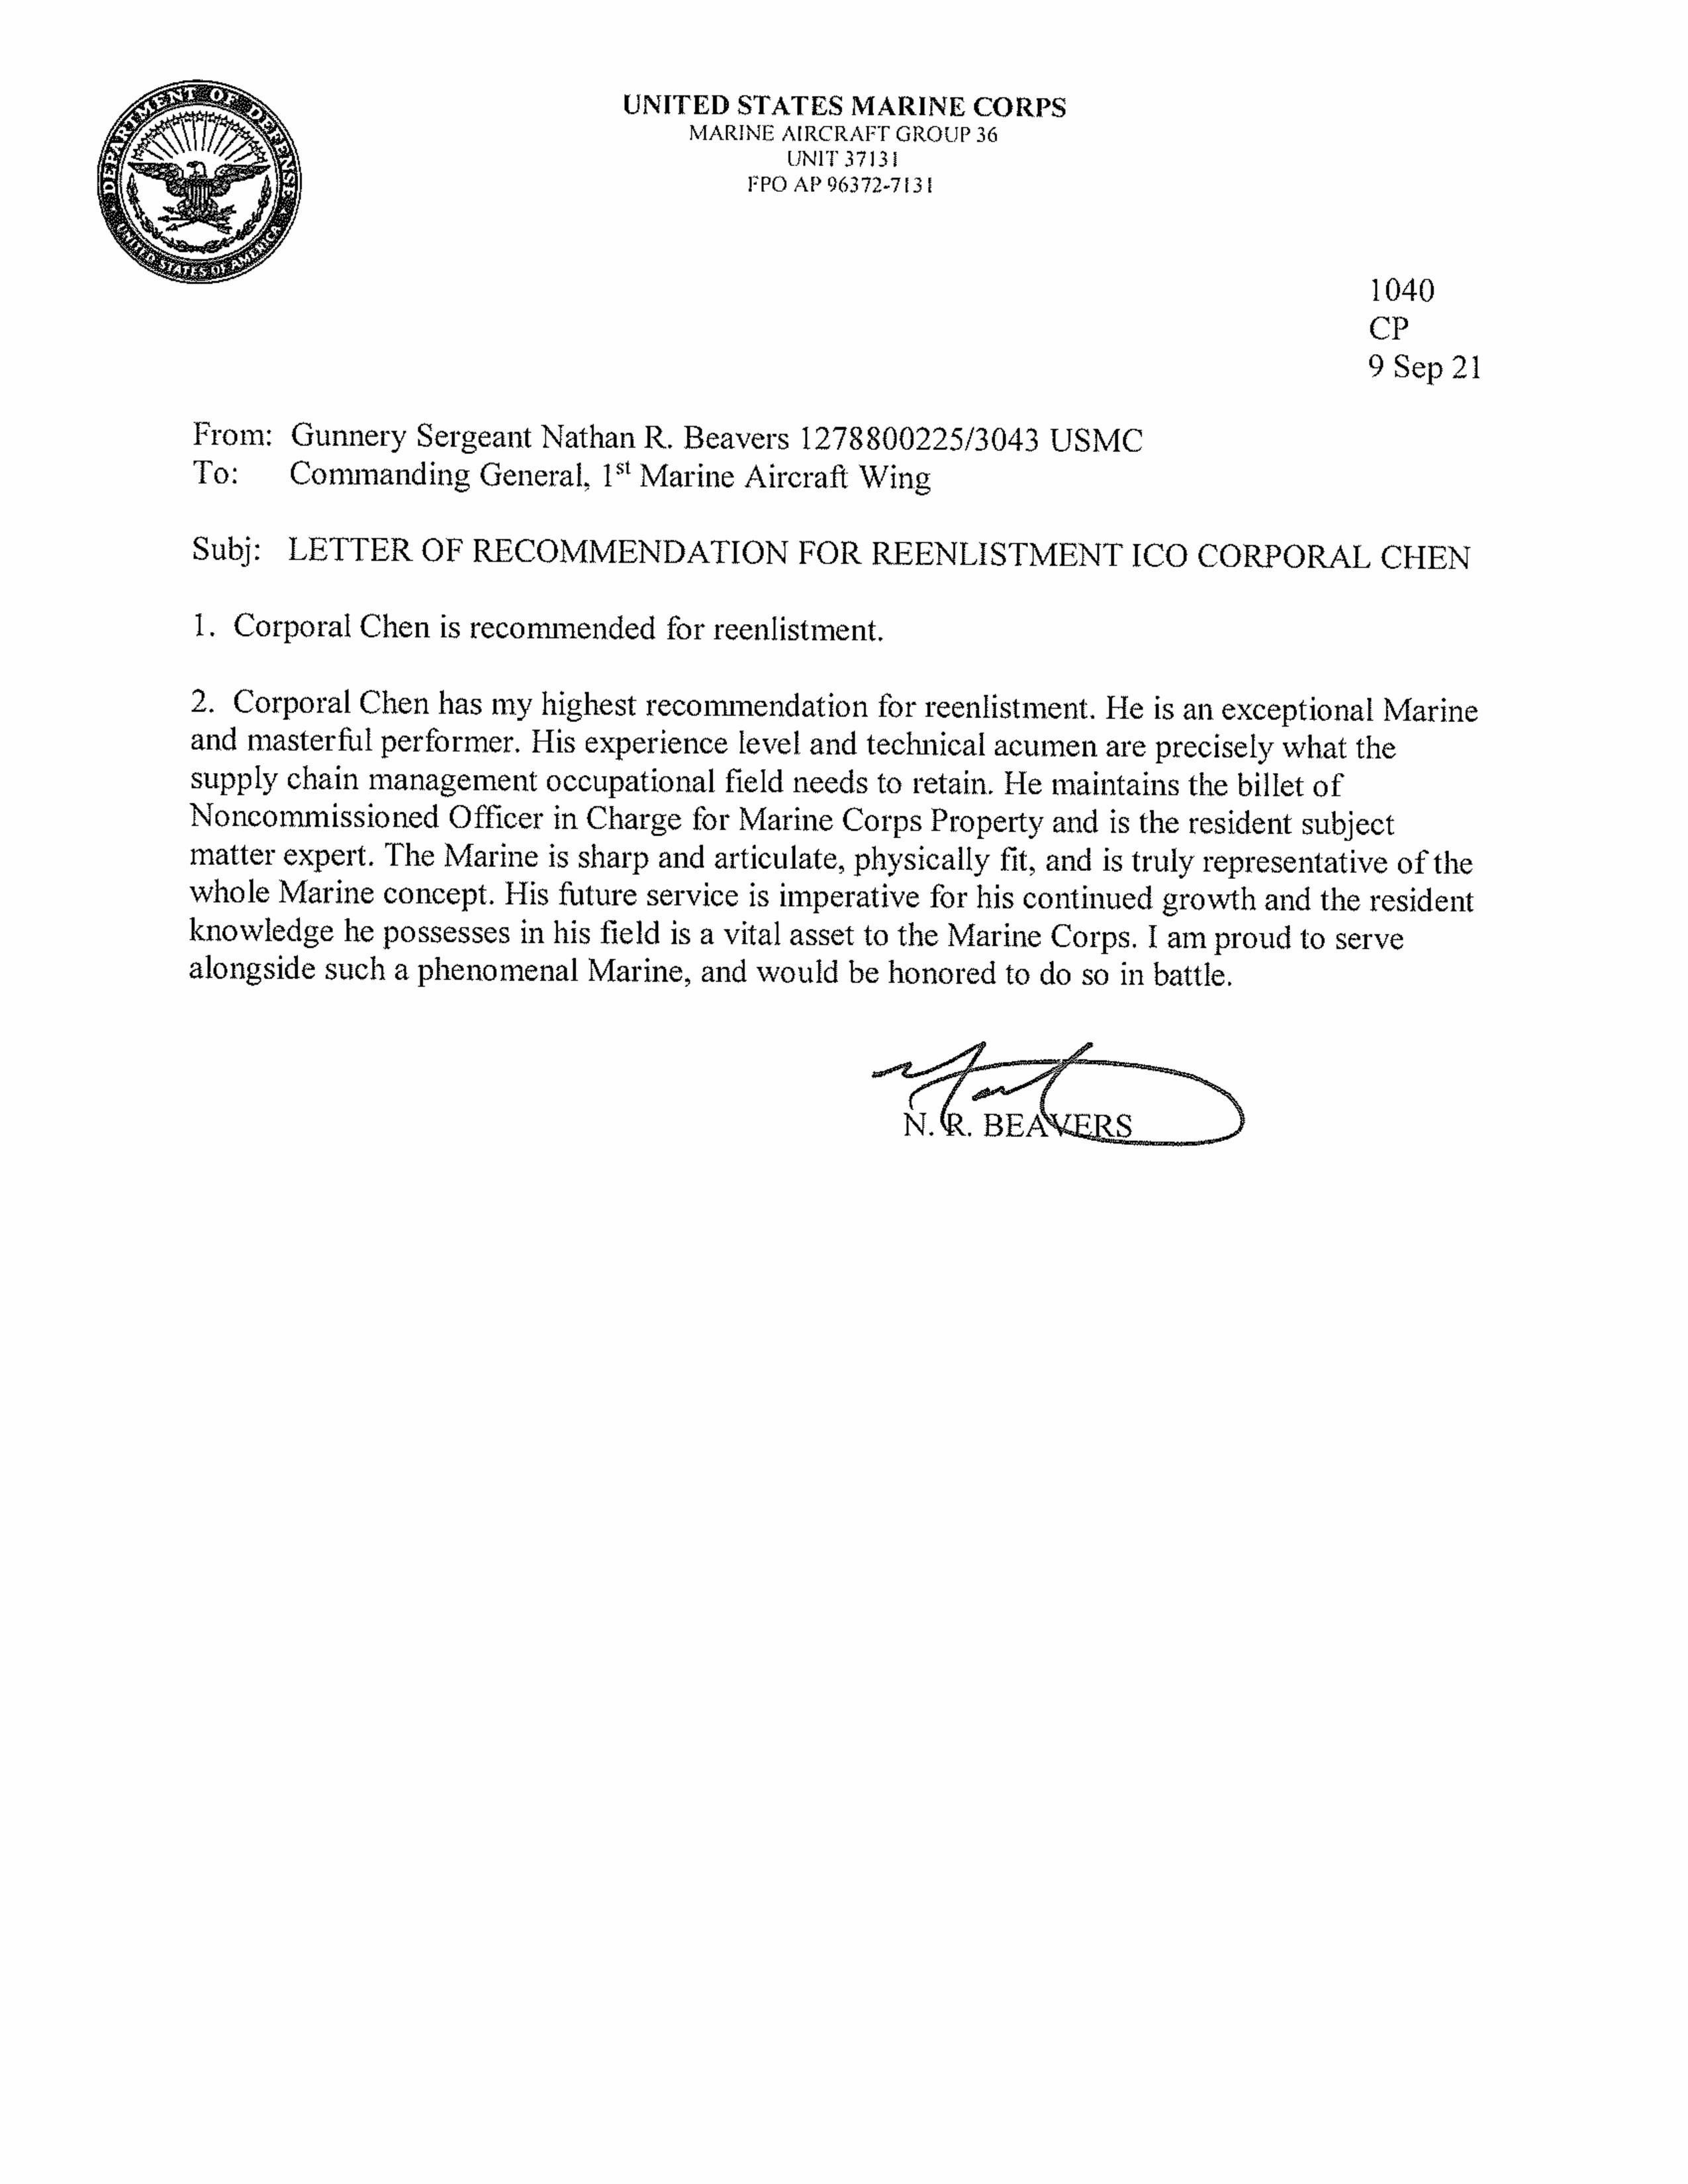 DEPARTMENT OF DEFENSE
UNITED STATES OF AMERICA
UNITED STATES MARINE CORPS
MARINE AIRCRAFT GROUP 36
UNIT 37131
FPO AP 96372-7131
1040
CP
9 Sep 21
From: Gunnery Sergeant Nathan R. Beavers 1278800225/3043 USMC
To: Commanding General, 1st Marine Aircraft Wing
Subj: LETTER OF RECOMMENDATION FOR REENLISTMENT ICO CORPORAL CHEN
1. Corporal Chen is recommended for reenlistment.
2. Corporal Chen has my highest recommendation for reenlistment. He is an exceptional Marine
and masterful performer. His experience level and technical acumen are precisely what the
supply chain management occupational field needs to retain. He maintains the billet of
Noncommissioned Officer in Charge for Marine Corps Property and is the resident subject
matter expert. The Marine is sharp and articulate, physically fit, and is truly representative of the
whole Marine concept. His future service is imperative for his continued growth and the resident
knowledge he possesses in his field is a vital asset to the Marine Corps. I am proud to serve
alongside such a phenomenal Marine, and would be honored to do so in battle.
N. R. BEAVERS